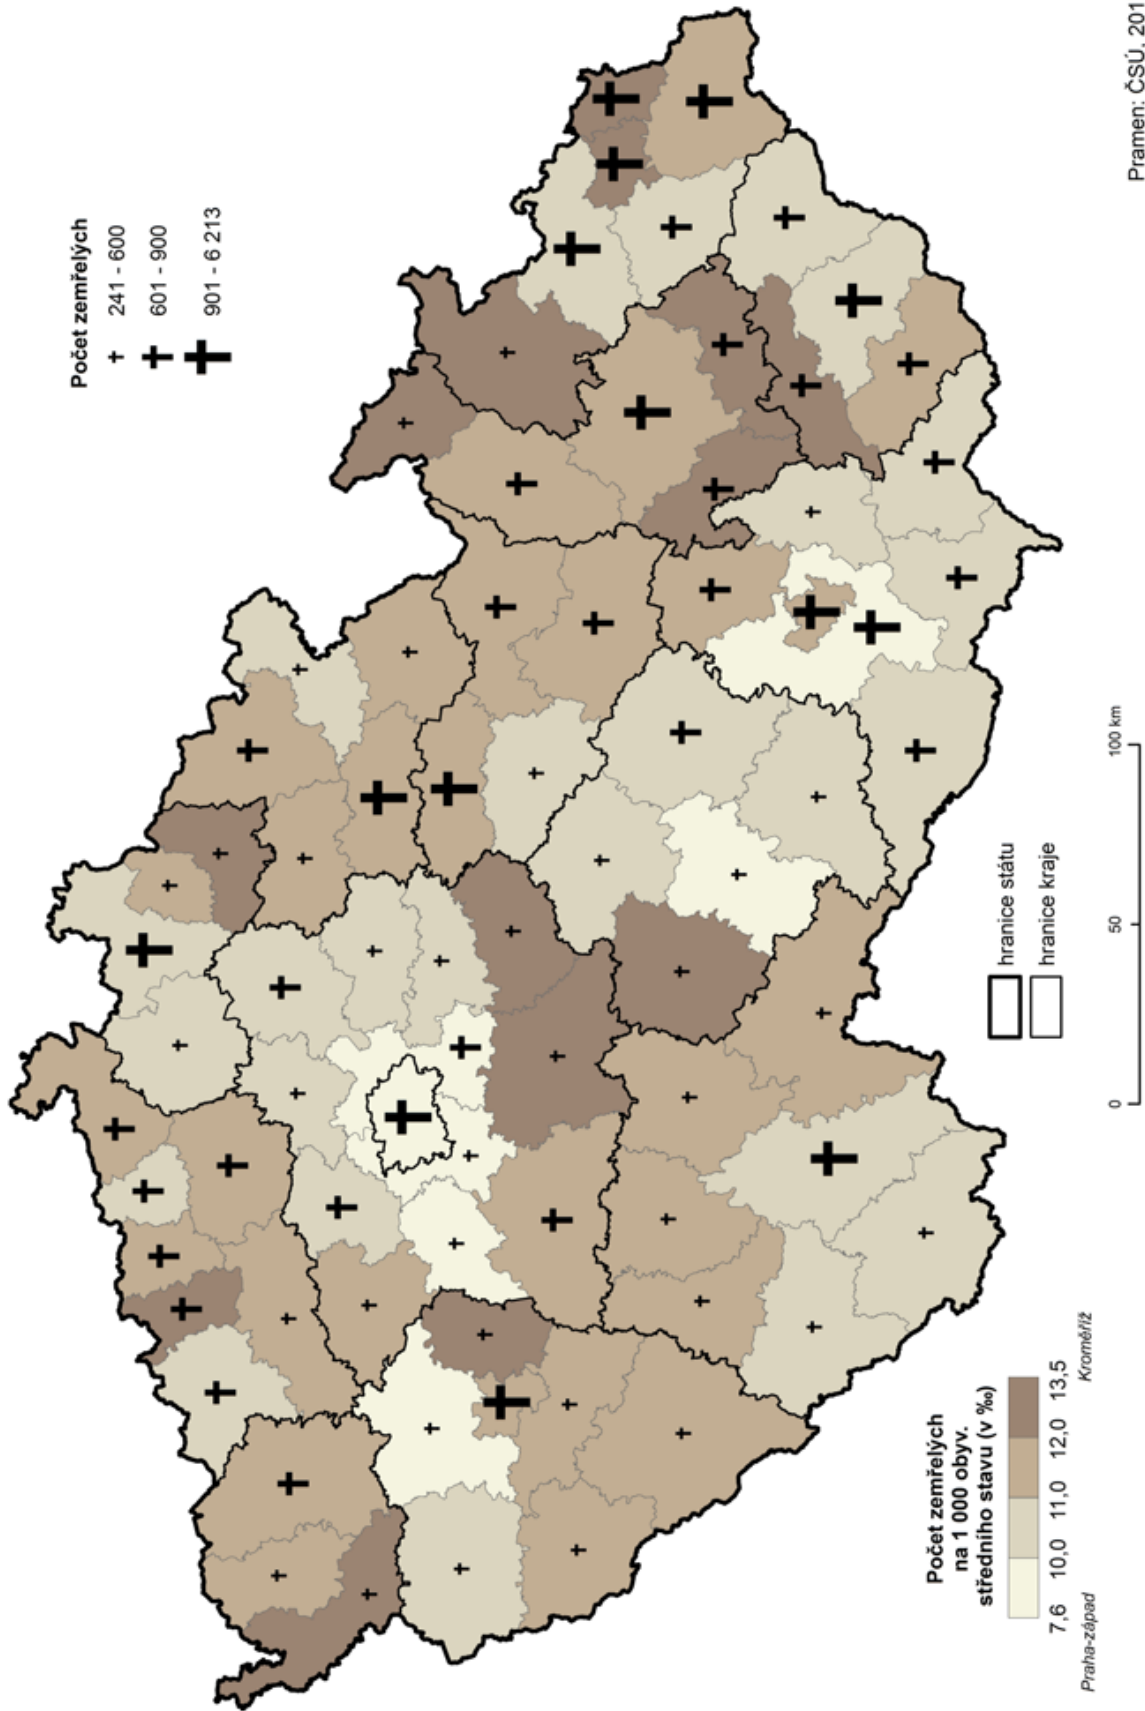 Počet zemřelých
241 - 600
601 - 900
901 - 6 213
Počet zemřelých
na 1 000 obyv.
středního stavu (v ‰)
7,6 10,0 11,0 12,0 13,5
Praha-západ Kroměříž
hranice státu
hranice kraje
0 50 100 km
Pramen: ČSÚ, 201